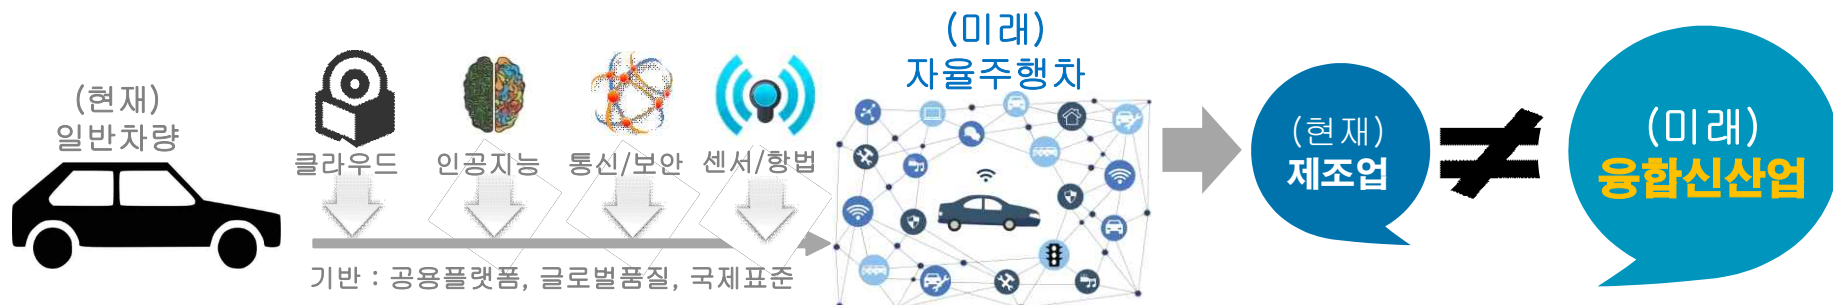 (현재)
일반차량
클라우드
인공지능
통신/보안
센서/항법
기반 : 공용플랫폼, 글로벌품질, 국제표준
(미래)
자율주행차
(현재)
제조업
≠
(미래)
융합신산업